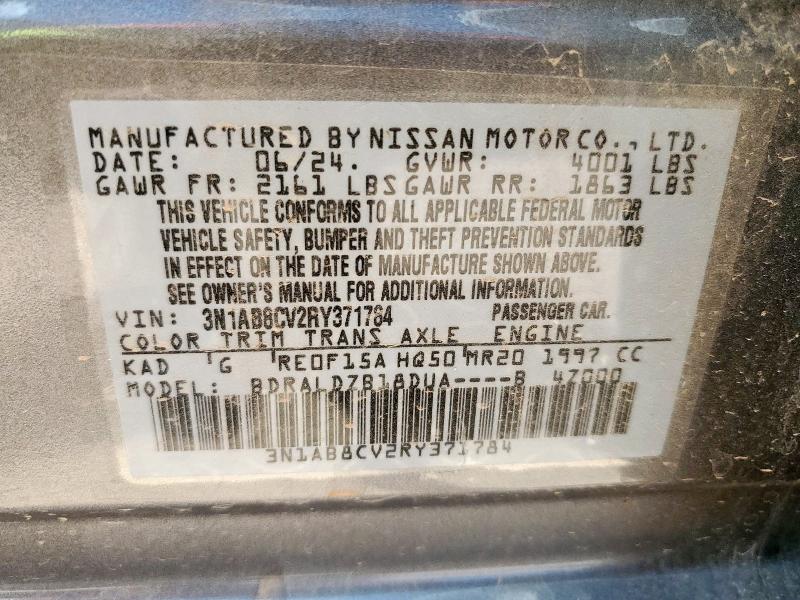 MANUFACTURED BY NISSAN MOTOR CO., LTD.
DATE: 06/24. GVWR: 4001 LBS
GAWR FR: 2161 LBS GAWR RR: 1863 LBS
THIS VEHICLE CONFORMS TO ALL APPLICABLE FEDERAL MOTOR
VEHICLE SAFETY, BUMPER AND THEFT PREVENTION STANDARDS
IN EFFECT ON THE DATE OF MANUFACTURE SHOWN ABOVE.
SEE OWNER'S MANUAL FOR ADDITIONAL INFORMATION.
VIN: 3N1AB8CV2RY371784 PASSENGER CAR.
COLOR TRIM TRANS AXLE ENGINE
KAD 'G RE0F15A HQ50 MR20 1997 CC
MODEL: BDRALDZB18DUA----B 4Z000
3N1AB8CV2RY371784